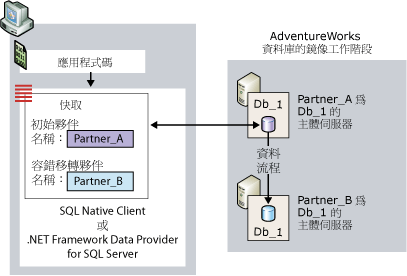 應用程式碼
快取
初始夥伴
名稱：
Partner_A
容錯移轉夥伴
名稱：
Partner_B
SQL Native Client
或
.NET Framework Data Provider
for SQL Server
AdventureWorks
資料庫的鏡像工作階段
Db_1
Partner_A 為
Db_1 的
主體伺服器
資料
流程
Db_1
Partner_B 為
Db_1 的
主體伺服器